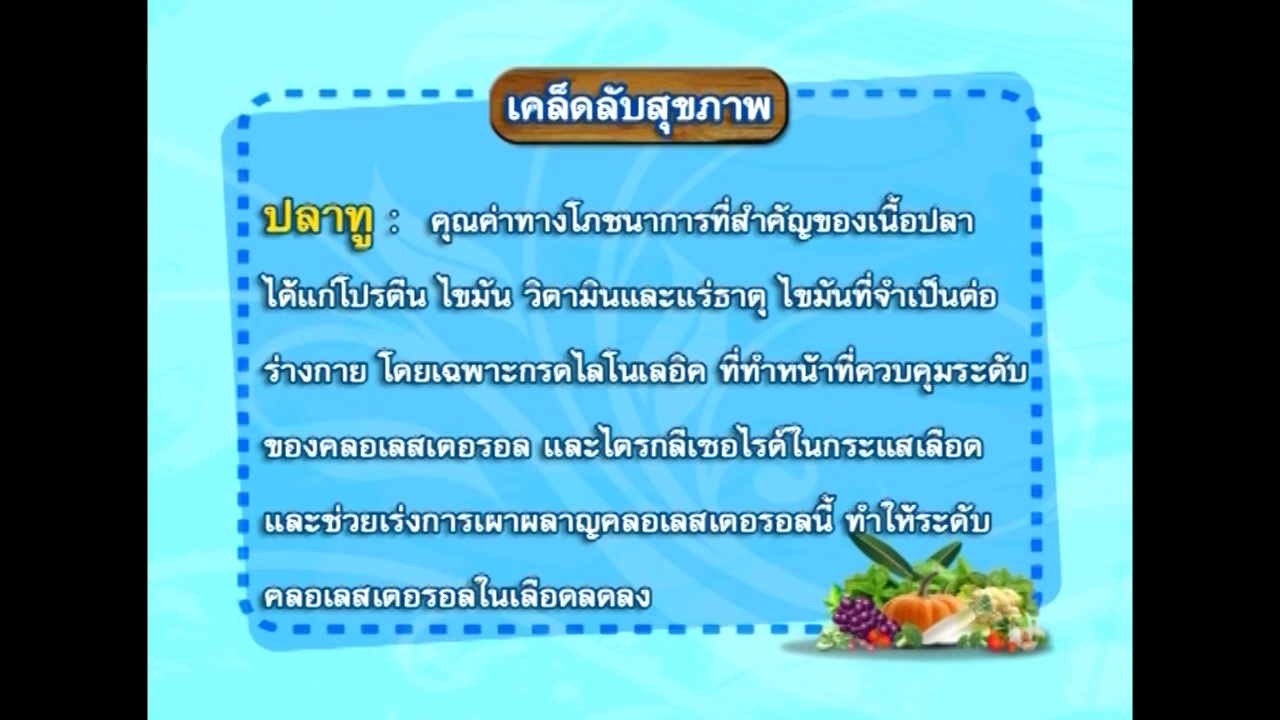 เคล็ดลับสุขภาพ
ปลาทู : คุณค่าทางโภชนาการที่สำคัญของเนื้อปลา
ได้แก่โปรตีน ไขมัน วิตามินและแร่ธาตุ ไขมันที่จำเป็นต่อ
ร่างกาย โดยเฉพาะกรดไลโนเลอิค ที่ทำหน้าที่ควบคุมระดับ
ของคลอเลสเตอรอล และไตรกลีเซอไรด์ในกระแสเลือด
และช่วยเร่งการเผาผลาญคลอเลสเตอรอลนี้ ทำให้ระดับ
คลอเลสเตอรอลในเลือดลดลง